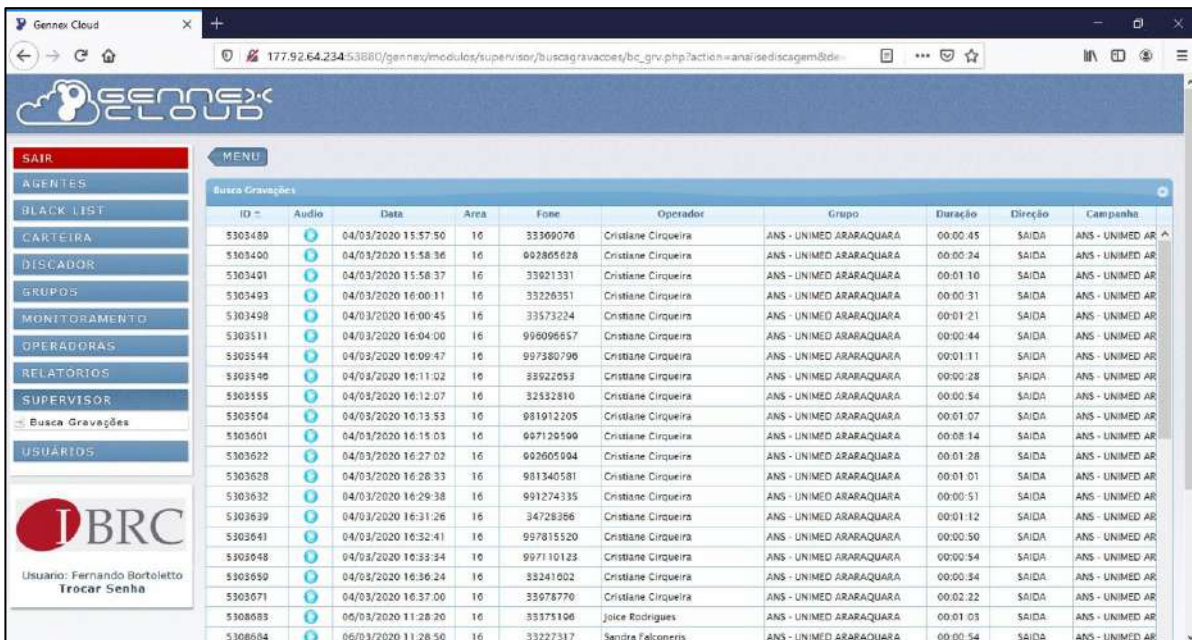 Gennex Cloud
177.92.64.234:53880/gennex/modulos/supervisor/buscagravacoes/bc_grv.php?action=analisediscagem&ide
GENNEX CLOUD
SAIR
MENU
AGENTES
BLACK LIST
CARTEIRA
DISCADOR
GRUPOS
MONITORAMENTO
OPERADORAS
RELATÓRIOS
SUPERVISOR
Busca Gravações
USUÁRIOS
IBRC
Usuario: Fernando Bortoletto
Trocar Senha
Busca Gravações
ID Audio Data Area Fone Operador Grupo Duração Direção Campanha
5303489 04/03/2020 15:57:50 16 33369076 Cristiane Cirqueira ANS - UNIMED ARARAQUARA 00:00:45 SAIDA ANS - UNIMED AR
5303490 04/03/2020 15:58:36 16 992865628 Cristiane Cirqueira ANS - UNIMED ARARAQUARA 00:00:24 SAIDA ANS - UNIMED AR
5303491 04/03/2020 15:58:37 16 33921331 Cristiane Cirqueira ANS - UNIMED ARARAQUARA 00:01:10 SAIDA ANS - UNIMED AR
5303493 04/03/2020 16:00:11 16 33226351 Cristiane Cirqueira ANS - UNIMED ARARAQUARA 00:00:31 SAIDA ANS - UNIMED AR
5303498 04/03/2020 16:00:45 16 33573224 Cristiane Cirqueira ANS - UNIMED ARARAQUARA 00:01:21 SAIDA ANS - UNIMED AR
5303511 04/03/2020 16:04:00 16 996096657 Cristiane Cirqueira ANS - UNIMED ARARAQUARA 00:00:44 SAIDA ANS - UNIMED AR
5303544 04/03/2020 16:09:47 16 997380796 Cristiane Cirqueira ANS - UNIMED ARARAQUARA 00:01:11 SAIDA ANS - UNIMED AR
5303546 04/03/2020 16:11:02 16 33922653 Cristiane Cirqueira ANS - UNIMED ARARAQUARA 00:00:28 SAIDA ANS - UNIMED AR
5303555 04/03/2020 16:12:07 16 32532810 Cristiane Cirqueira ANS - UNIMED ARARAQUARA 00:00:54 SAIDA ANS - UNIMED AR
5303564 04/03/2020 16:13:53 16 981912205 Cristiane Cirqueira ANS - UNIMED ARARAQUARA 00:01:07 SAIDA ANS - UNIMED AR
5303601 04/03/2020 16:15:03 16 997129599 Cristiane Cirqueira ANS - UNIMED ARARAQUARA 00:08:14 SAIDA ANS - UNIMED AR
5303622 04/03/2020 16:27:02 16 992605994 Cristiane Cirqueira ANS - UNIMED ARARAQUARA 00:01:28 SAIDA ANS - UNIMED AR
5303628 04/03/2020 16:28:33 16 981340581 Cristiane Cirqueira ANS - UNIMED ARARAQUARA 00:01:01 SAIDA ANS - UNIMED AR
5303632 04/03/2020 16:29:38 16 991274335 Cristiane Cirqueira ANS - UNIMED ARARAQUARA 00:00:51 SAIDA ANS - UNIMED AR
5303639 04/03/2020 16:31:26 16 34728366 Cristiane Cirqueira ANS - UNIMED ARARAQUARA 00:01:12 SAIDA ANS - UNIMED AR
5303641 04/03/2020 16:32:41 16 997815520 Cristiane Cirqueira ANS - UNIMED ARARAQUARA 00:00:50 SAIDA ANS - UNIMED AR
5303648 04/03/2020 16:33:34 16 997110123 Cristiane Cirqueira ANS - UNIMED ARARAQUARA 00:00:54 SAIDA ANS - UNIMED AR
5303659 04/03/2020 16:36:24 16 33241602 Cristiane Cirqueira ANS - UNIMED ARARAQUARA 00:00:34 SAIDA ANS - UNIMED AR
5303671 04/03/2020 16:37:00 16 33978770 Cristiane Cirqueira ANS - UNIMED ARARAQUARA 00:02:22 SAIDA ANS - UNIMED AR
5308683 06/03/2020 11:28:20 16 33375196 Joice Rodrigues ANS - UNIMED ARARAQUARA 00:01:03 SAIDA ANS - UNIMED AR
5308684 06/03/2020 11:28:50 16 33227317 Sandra Falconeris ANS - UNIMED ARARAQUARA 00:00:54 SAIDA ANS - UNIMED AR